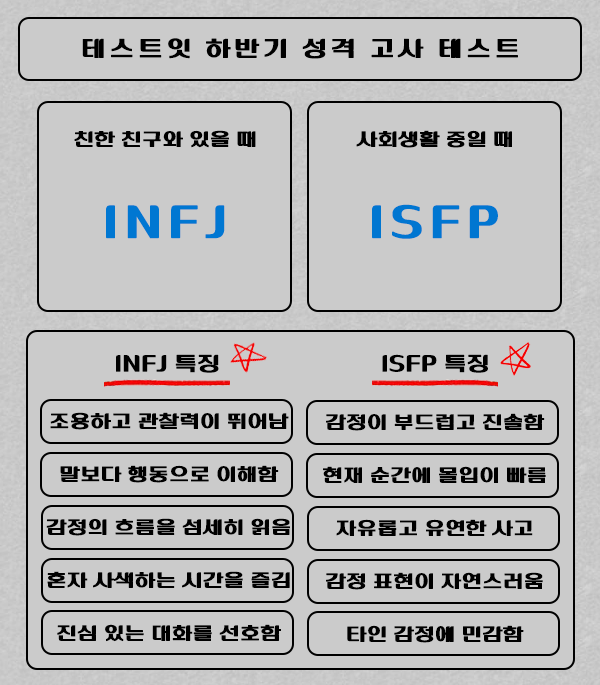 테스트잇 하반기 성격 고사 테스트
친한 친구와 있을 때
INFJ
사회생활 중일 때
ISFP
INFJ 특징
조용하고 관찰력이 뛰어남
말보다 행동으로 이해함
감정의 흐름을 섬세히 읽음
혼자 사색하는 시간을 즐김
진심 있는 대화를 선호함
ISFP 특징
감정이 부드럽고 진솔함
현재 순간에 몰입이 빠름
자유롭고 유연한 사고
감정 표현이 자연스러움
타인 감정에 민감함